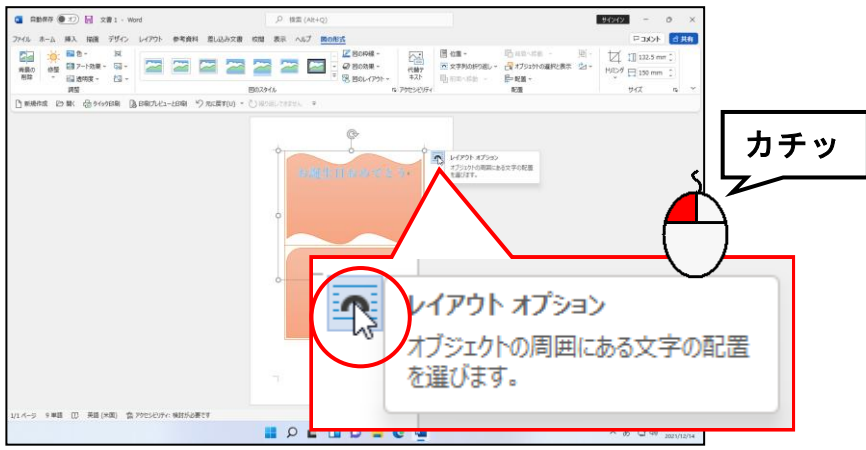 自動保存 オフ 文書 1 - Word 検索 (Alt+Q) サインイン
ファイル ホーム 挿入 描画 デザイン レイアウト 参考資料 差し込み文書 校閲 表示 ヘルプ 図の形式 コメント 共有
背景の
削除
修整
色
アート効果
透明度
調整
図のスタイル
図の枠線
図の効果
図のレイアウト
代替テ
キスト
アクセシビリティ
位置
文字列の折り返し
前面へ移動
背面へ移動
オブジェクトの選択と表示
配置
配置
トリミング
132.5 mm
150 mm
サイズ
新規作成 開く クイック印刷 印刷プレビューと印刷 元に戻す(U) 繰り返しできません
お誕生日おめでとう
レイアウト オプション
オブジェクトの周囲にある文字の配置
を選びます。
カチッ
レイアウト オプション
オブジェクトの周囲にある文字の配置
を選びます。
1/1 ページ 9 単語 英語 (米国) アクセシビリティ: 検討が必要です
2021/12/14